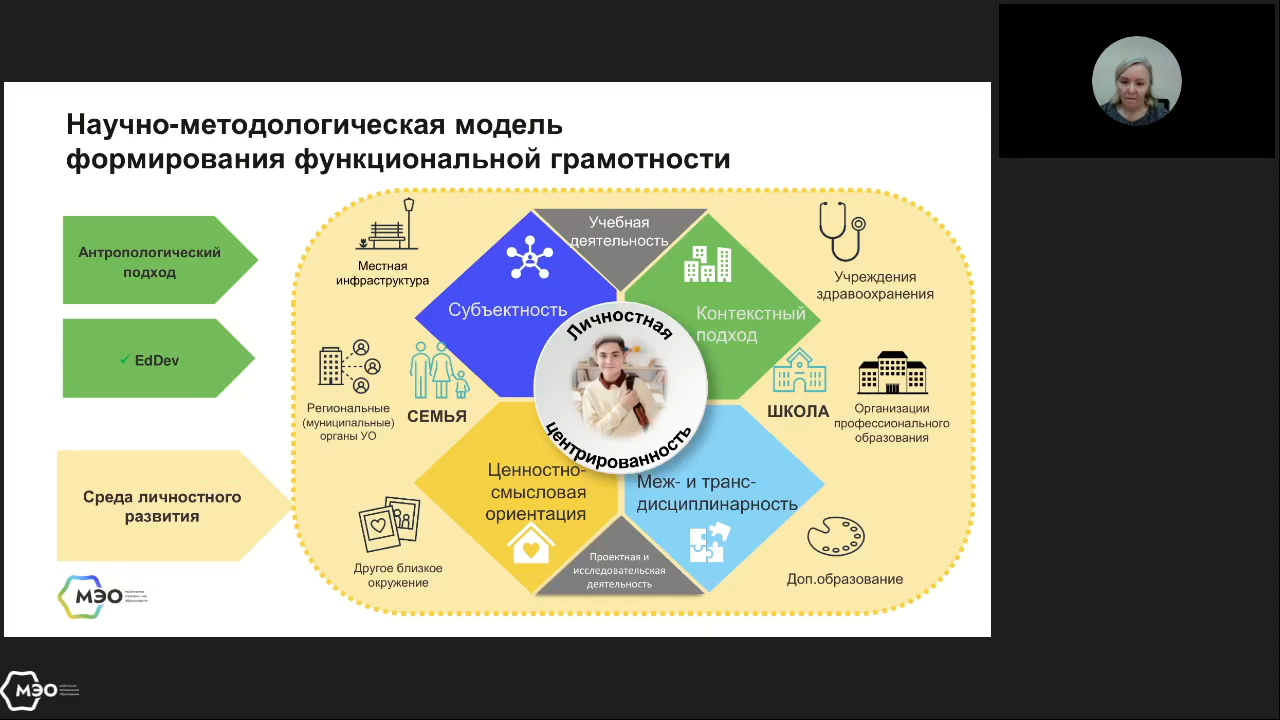 Научно-методологическая модель
формирования функциональной грамотности
Антропологический
подход
✓ EdDev
Среда личностного
развития
МЭО
Местная
инфраструктура
Региональные
(муниципальные)
органы УО
СЕМЬЯ
Другое близкое
окружение
Учебная
деятельность
Субъектность
Контекстный
подход
Личностная
центрированность
Ценностно-
смысловая
ориентация
Меж- и транс-
дисциплинарность
Проектная и
исследовательская
деятельность
Учреждения
здравоохранения
ШКОЛА
Организации
профессионального
образования
Доп.образование
МЭО